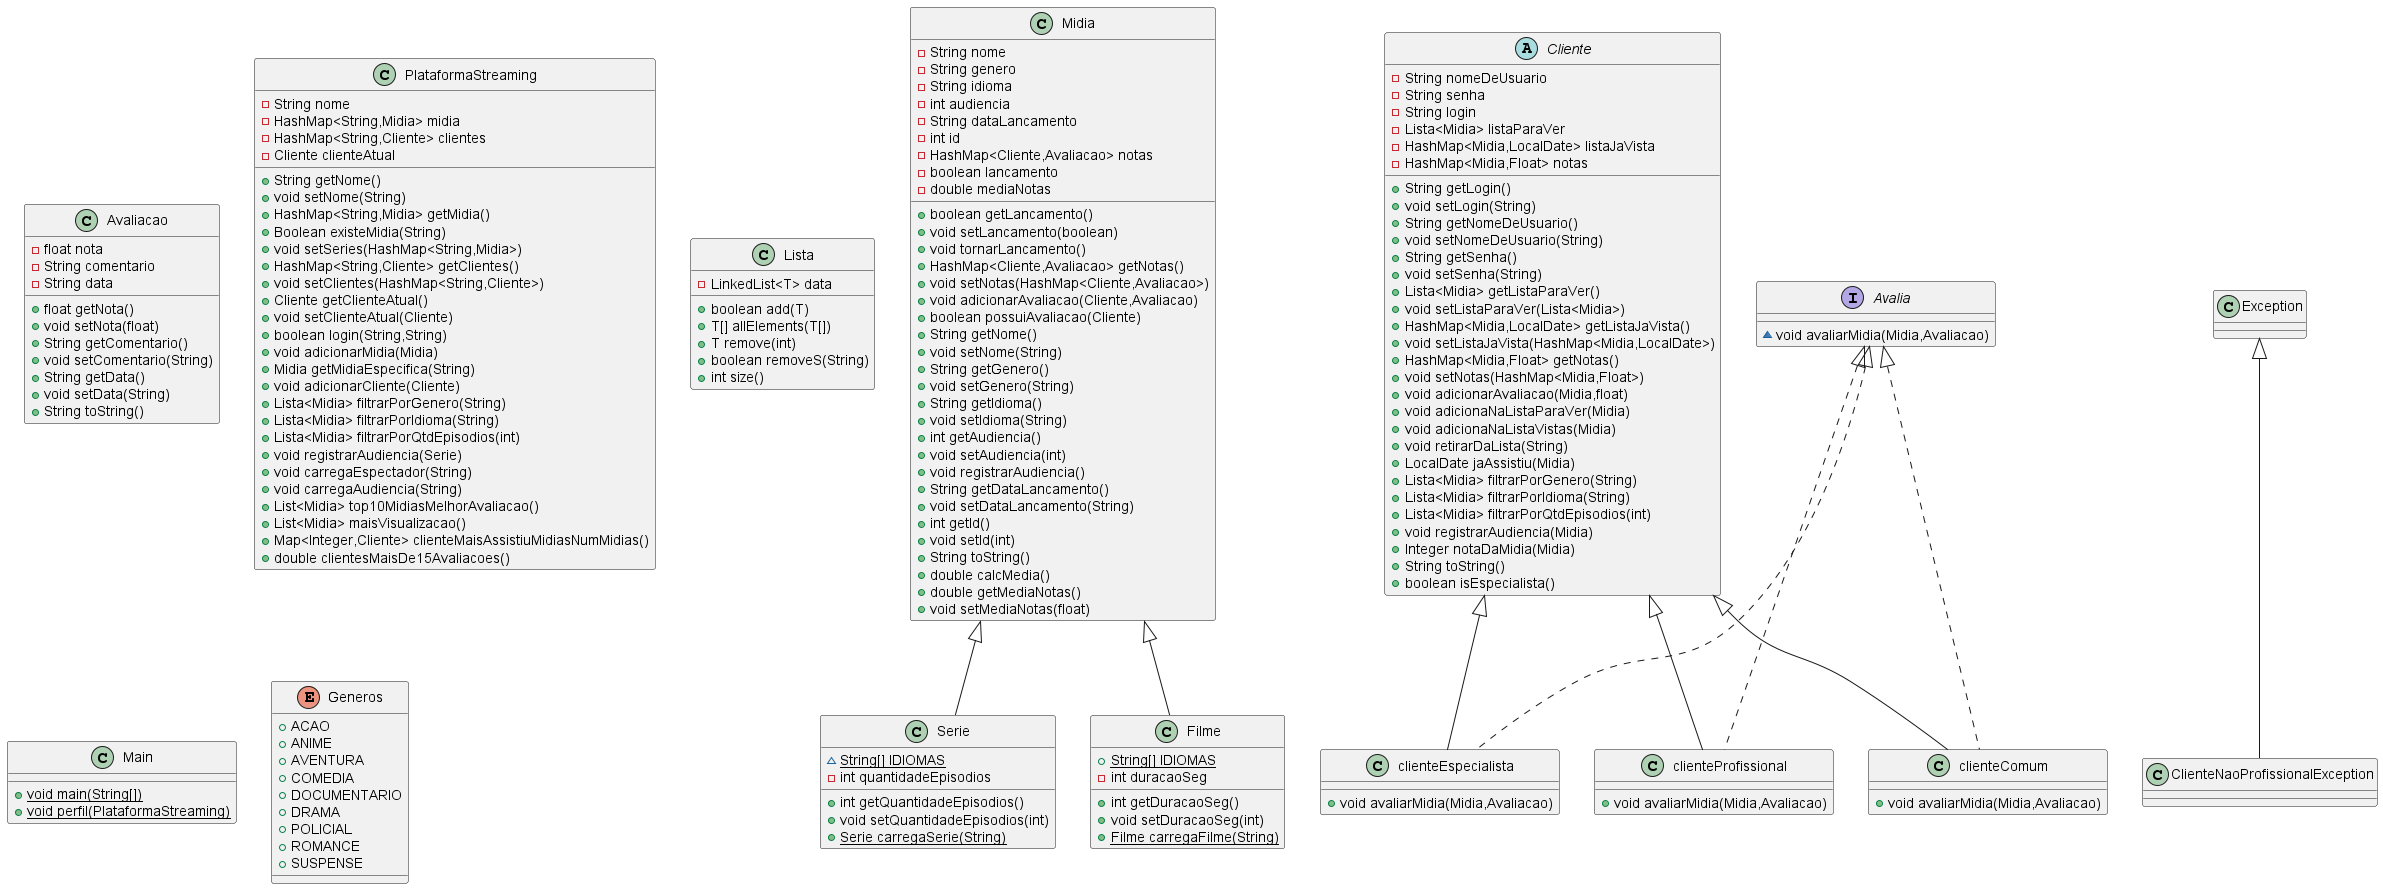 C Avaliacao
float nota
String comentario
String data
float getNota()
void setNota(float)
String getComentario()
void setComentario(String)
String getData()
void setData(String)
String toString()
C PlataformaStreaming
String nome
HashMap<String,Midia> midia
HashMap<String,Cliente> clientes
Cliente clienteAtual
String getNome()
void setNome(String)
HashMap<String,Midia> getMidia()
Boolean existeMidia(String)
void setSeries(HashMap<String,Midia>)
HashMap<String,Cliente> getClientes()
void setClientes(HashMap<String,Cliente>)
Cliente getClienteAtual()
void setClienteAtual(Cliente)
boolean login(String,String)
void adicionarMidia(Midia)
Midia getMidiaEspecifica(String)
void adicionarCliente(Cliente)
Lista<Midia> filtrarPorGenero(String)
Lista<Midia> filtrarPorIdioma(String)
Lista<Midia> filtrarPorQtdEpisodios(int)
void registrarAudiencia(Serie)
void carregaEspectador(String)
void carregaAudiencia(String)
List<Midia> top10MidiasMelhorAvaliacao()
List<Midia> maisVisualizacao()
Map<Integer,Cliente> clienteMaisAssistiuMidiasNumMidias()
double clientesMaisDe15Avaliacoes()
C Lista
LinkedList<T> data
boolean add(T)
T[] allElements(T[])
T remove(int)
boolean removeS(String)
int size()
C Midia
String nome
String genero
String idioma
int audiencia
String dataLancamento
int id
HashMap<Cliente,Avaliacao> notas
boolean lancamento
double mediaNotas
boolean getLancamento()
void setLancamento(boolean)
void tornarLancamento()
HashMap<Cliente,Avaliacao> getNotas()
void setNotas(HashMap<Cliente,Avaliacao>)
void adicionarAvaliacao(Cliente,Avaliacao)
boolean possuiAvaliacao(Cliente)
String getNome()
void setNome(String)
String getGenero()
void setGenero(String)
String getIdioma()
void setIdioma(String)
int getAudiencia()
void setAudiencia(int)
void registrarAudiencia()
String getDataLancamento()
void setDataLancamento(String)
int getId()
void setId(int)
String toString()
double calcMedia()
double getMediaNotas()
void setMediaNotas(float)
A Cliente
String nomeDeUsuario
String senha
String login
Lista<Midia> listaParaVer
HashMap<Midia,LocalDate> listaJaVista
HashMap<Midia,Float> notas
String getLogin()
void setLogin(String)
String getNomeDeUsuario()
void setNomeDeUsuario(String)
String getSenha()
void setSenha(String)
Lista<Midia> getListaParaVer()
void setListaParaVer(Lista<Midia>)
HashMap<Midia,LocalDate> getListaJaVista()
void setListaJaVista(HashMap<Midia,LocalDate>)
HashMap<Midia,Float> getNotas()
void setNotas(HashMap<Midia,Float>)
void adicionarAvaliacao(Midia,float)
void adicionaNaListaParaVer(Midia)
void adicionaNaListaVistas(Midia)
void retirarDaLista(String)
LocalDate jaAssistiu(Midia)
Lista<Midia> filtrarPorGenero(String)
Lista<Midia> filtrarPorIdioma(String)
Lista<Midia> filtrarPorQtdEpisodios(int)
void registrarAudiencia(Midia)
Integer notaDaMidia(Midia)
String toString()
boolean isEspecialista()
I Avalia
void avaliarMidia(Midia,Avaliacao)
C Exception
C Main
void main(String[])
void perfil(PlataformaStreaming)
E Generos
ACAO
ANIME
AVENTURA
COMEDIA
DOCUMENTARIO
DRAMA
POLICIAL
ROMANCE
SUSPENSE
C Serie
String[] IDIOMAS
int quantidadeEpisodios
int getQuantidadeEpisodios()
void setQuantidadeEpisodios(int)
Serie carregaSerie(String)
C Filme
String[] IDIOMAS
int duracaoSeg
int getDuracaoSeg()
void setDuracaoSeg(int)
Filme carregaFilme(String)
C clienteEspecialista
void avaliarMidia(Midia,Avaliacao)
C clienteProfissional
void avaliarMidia(Midia,Avaliacao)
C clienteComum
void avaliarMidia(Midia,Avaliacao)
C ClienteNaoProfissionalException